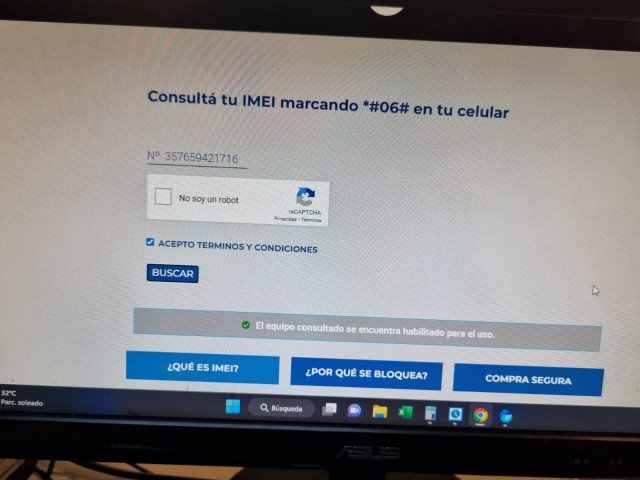 Consultá tu IMEI marcando *#06# en tu celular
Nº 357659421716
No soy un robot
reCAPTCHA
Privacidad - Términos
ACEPTO TERMINOS Y CONDICIONES
BUSCAR
El equipo consultado se encuentra habilitado para el uso.
¿QUÉ ES IMEI?
¿POR QUÉ SE BLOQUEA?
COMPRA SEGURA
32°C
Parc. soleado
Búsqueda
ASUS